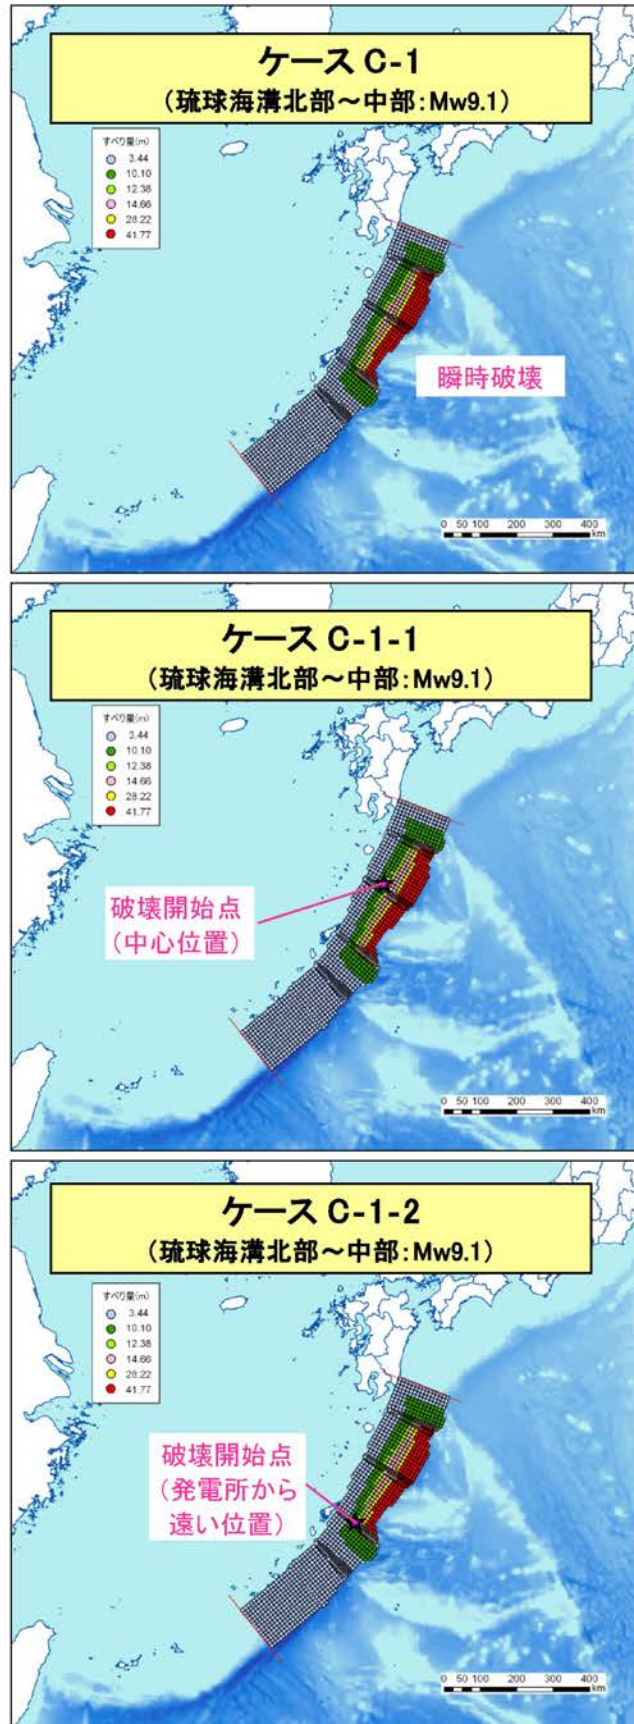 ケース C-1
(琉球海溝北部～中部:Mw9.1)
すべり量(m)
3.44
10.10
12.38
14.66
28.22
41.77
瞬時破壊
0 50 100 200 300 400
km
ケース C-1-1
(琉球海溝北部～中部:Mw9.1)
すべり量(m)
3.44
10.10
12.38
14.66
28.22
41.77
破壊開始点
(中心位置)
0 50 100 200 300 400
km
ケース C-1-2
(琉球海溝北部～中部:Mw9.1)
すべり量(m)
3.44
10.10
12.38
14.66
28.22
41.77
破壊開始点
(発電所から
遠い位置)
0 50 100 200 300 400
km